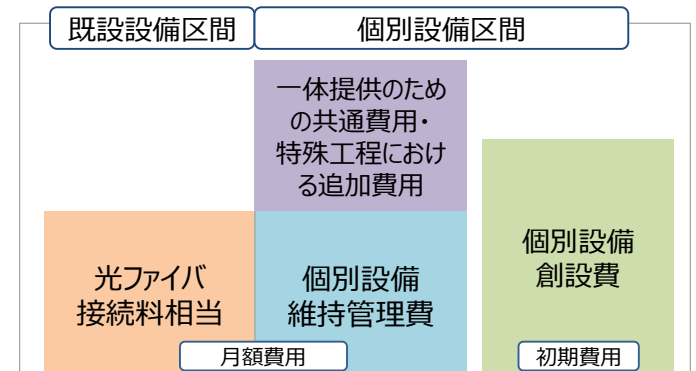 既設設備区間
個別設備区間
一体提供のため
の共通費用・
特殊工程におけ
る追加費用
光ファイバ
接続料相当
個別設備
維持管理費
個別設備
創設費
月額費用
初期費用